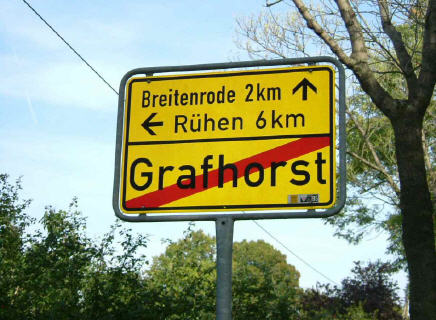 Breitenrode 2km ↑
← Rühen 6km
Grafhorst